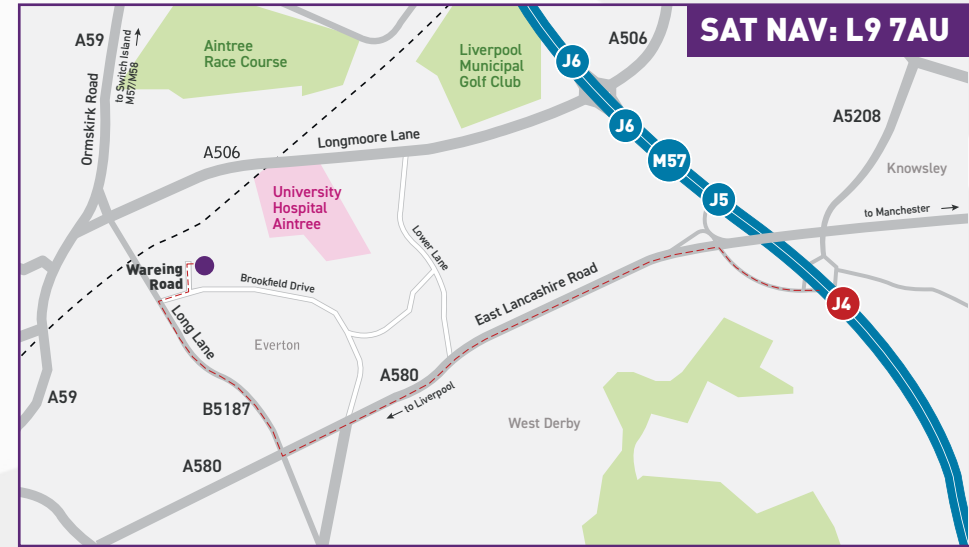 SAT NAV: L9 7AU
A59
to Switch Island
M57/M58
Ormskirk Road
Aintree
Race Course
Liverpool
Municipal
Golf Club
J6
A506
A5208
J6
M57
Knowsley
J5
A506
Longmoore Lane
University
Hospital
Aintree
to Manchester
Lower Lane
Wareing
Road
Brookfield Drive
East Lancashire Road
J4
Long Lane
Everton
A580
to Liverpool
A59
B5187
West Derby
A580